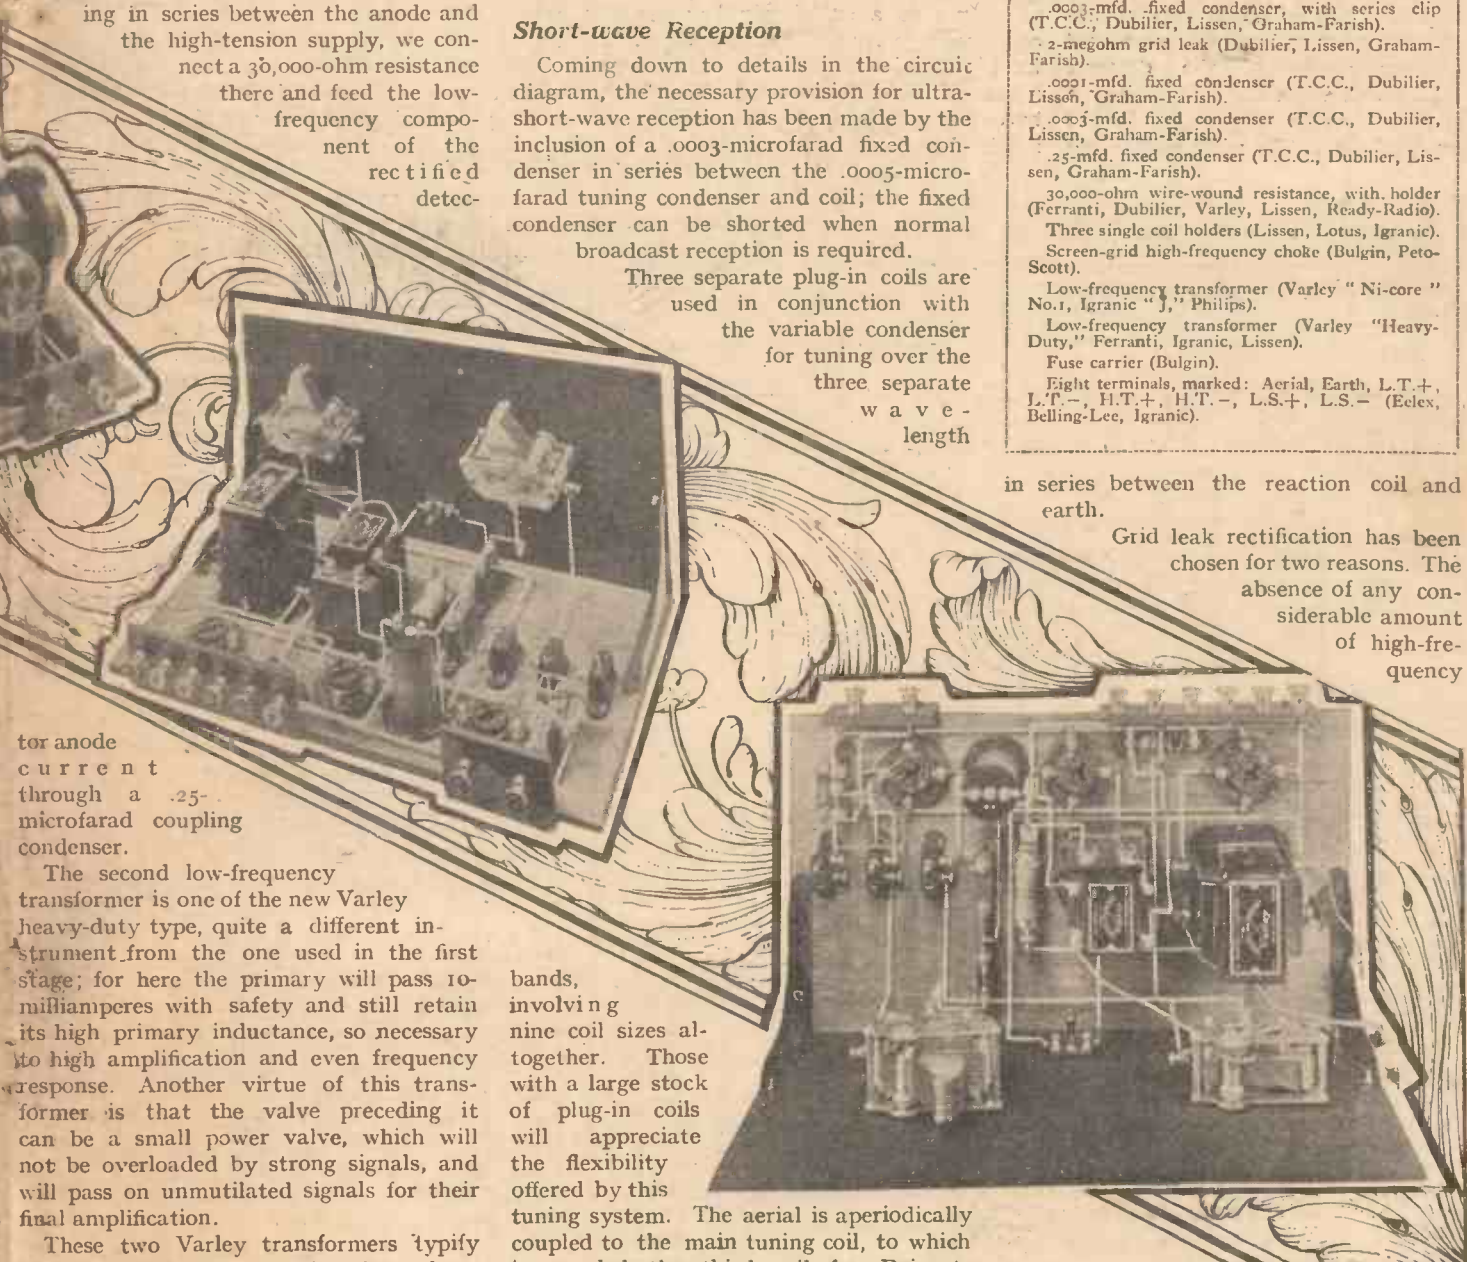 ing in series between the anode and
the high-tension supply, we con-
nect a 30,000-ohm resistance
there and feed the low-
frequency compo-
nent of the
rectified
detec-
tor anode
current
through a .25-
microfarad coupling
condenser.
The second low-frequency
transformer is one of the new Varley
heavy-duty type, quite a different in-
strument from the one used in the first
stage; for here the primary will pass 10-
milliamperes with safety and still retain
its high primary inductance, so necessary
to high amplification and even frequency
response. Another virtue of this trans-
former is that the valve preceding it
can be a small power valve, which will
not be overloaded by strong signals, and
will pass on unmutilated signals for their
final amplification.
These two Varley transformers typify
Short-wave Reception
Coming down to details in the circuit
diagram, the necessary provision for ultra-
short-wave reception has been made by the
inclusion of a .0003-microfarad fixed con-
denser in series between the .0005-micro-
farad tuning condenser and coil; the fixed
condenser can be shorted when normal
broadcast reception is required.
Three separate plug-in coils are
used in conjunction with
the variable condenser
for tuning over the
three separate
wave-
length
bands,
involving
nine coil sizes al-
together. Those
with a large stock
of plug-in coils
will appreciate
the flexibility
offered by this
tuning system. The aerial is aperiodically
coupled to the main tuning coil, to which
.0003-mfd. fixed condenser, with series clip
(T.C.C., Dubilier, Lissen, Graham-Farish).
2-megohm grid leak (Dubilier, Lissen, Graham-
Farish).
.0001-mfd. fixed condenser (T.C.C., Dubilier,
Lissen, Graham-Farish).
.0003-mfd. fixed condenser (T.C.C., Dubilier,
Lissen, Graham-Farish).
.25-mfd. fixed condenser (T.C.C., Dubilier, Lis-
sen, Graham-Farish).
30,000-ohm wire-wound resistance, with holder
(Ferranti, Dubilier, Varley, Lissen, Ready-Radio).
Three single coil holders (Lissen, Lotus, Igranic).
Screen-grid high-frequency choke (Bulgin, Peto-
Scott).
Low-frequency transformer (Varley "Ni-core"
No.1, Igranic "J," Philips).
Low-frequency transformer (Varley "Heavy-
Duty," Ferranti, Igranic, Lissen).
Fuse carrier (Bulgin).
Eight terminals, marked: Aerial, Earth, L.T.+,
L.T.–, H.T.+, H.T.–, L.S.+, L.S.– (Eelex,
Belling-Lee, Igranic).
in series between the reaction coil and
earth.
Grid leak rectification has been
chosen for two reasons. The
absence of any con-
siderable amount
of high-fre-
quency